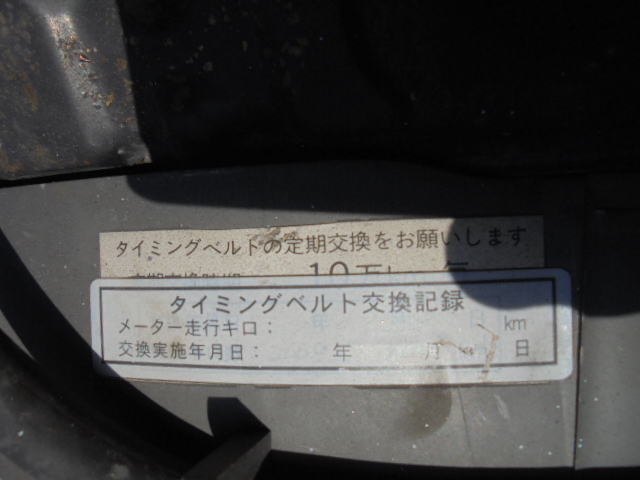 タイミングベルトの定期交換をお願いします
10万km
タイミングベルト交換記録
メーター走行キロ： km
交換実施年月日： 年 月 日